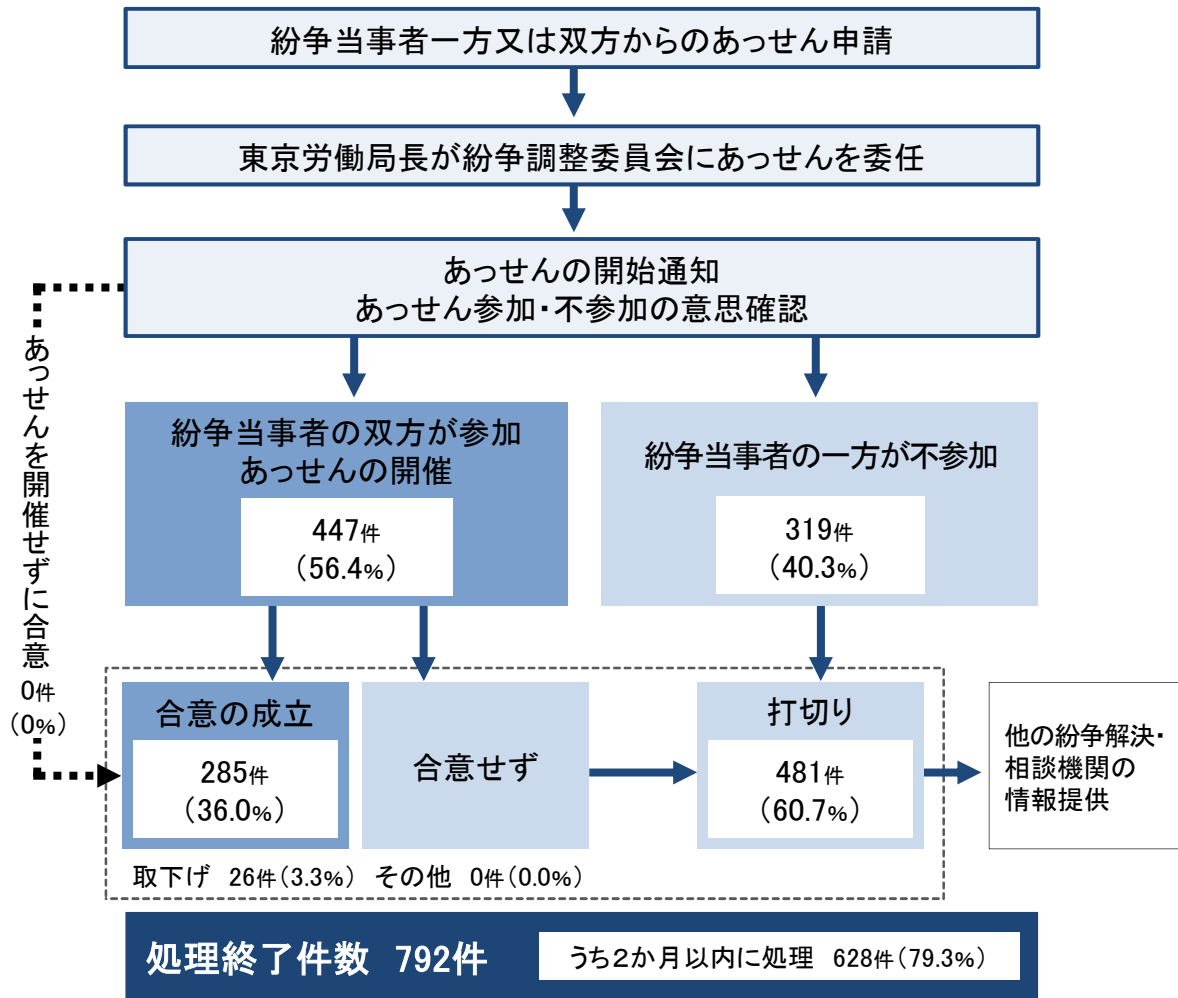 紛争当事者一方又は双方からのあっせん申請
東京労働局長が紛争調整委員会にあっせんを委任
あっせんの開始通知
あっせん参加・不参加の意思確認
あっせんを開催せずに合意
0件
(0%)
紛争当事者の双方が参加
あっせんの開催
447件
(56.4%)
紛争当事者の一方が不参加
319件
(40.3%)
合意の成立
285件
(36.0%)
合意せず
打切り
481件
(60.7%)
他の紛争解決・
相談機関の
情報提供
取下げ 26件(3.3%) その他 0件(0.0%)
処理終了件数 792件
うち2か月以内に処理 628件(79.3%)